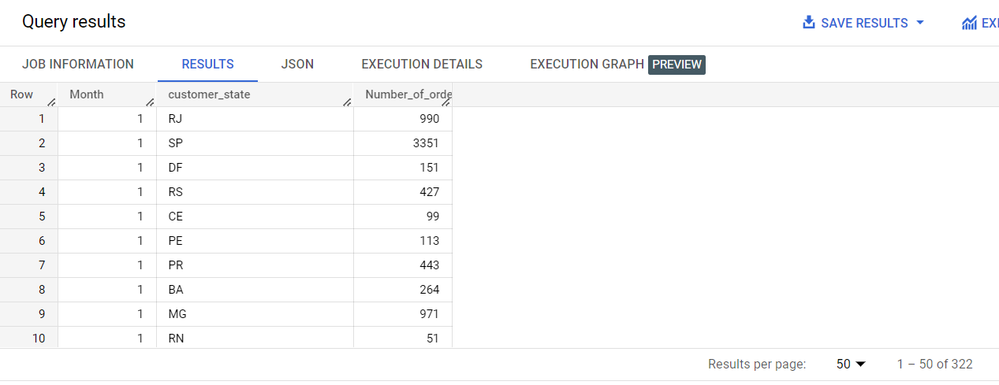 Query results
SAVE RESULTS
JOB INFORMATION RESULTS JSON EXECUTION DETAILS EXECUTION GRAPH PREVIEW
Row Month customer_state Number_of_orde
1 1 RJ 990
2 1 SP 3351
3 1 DF 151
4 1 RS 427
5 1 CE 99
6 1 PE 113
7 1 PR 443
8 1 BA 264
9 1 MG 971
10 1 RN 51
Results per page: 50 1 – 50 of 322